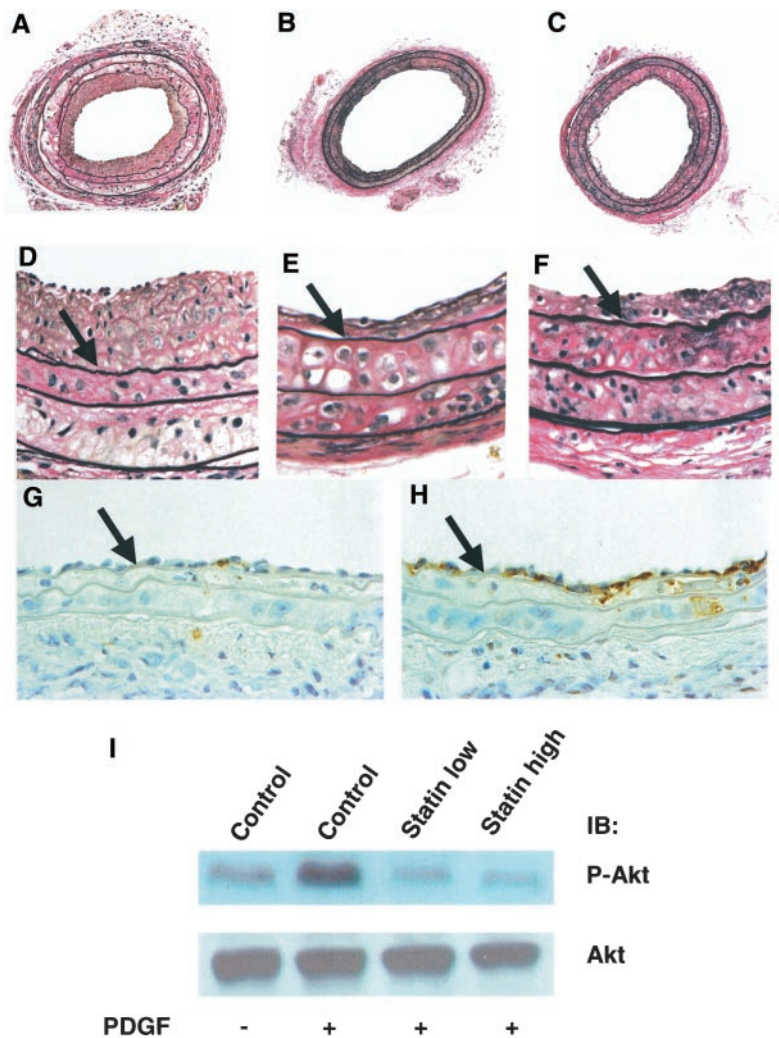 A
B
C
D
E
F
G
H
I
Control
Control
Statin low
Statin high
IB:
P-Akt
Akt
PDGF - + + +